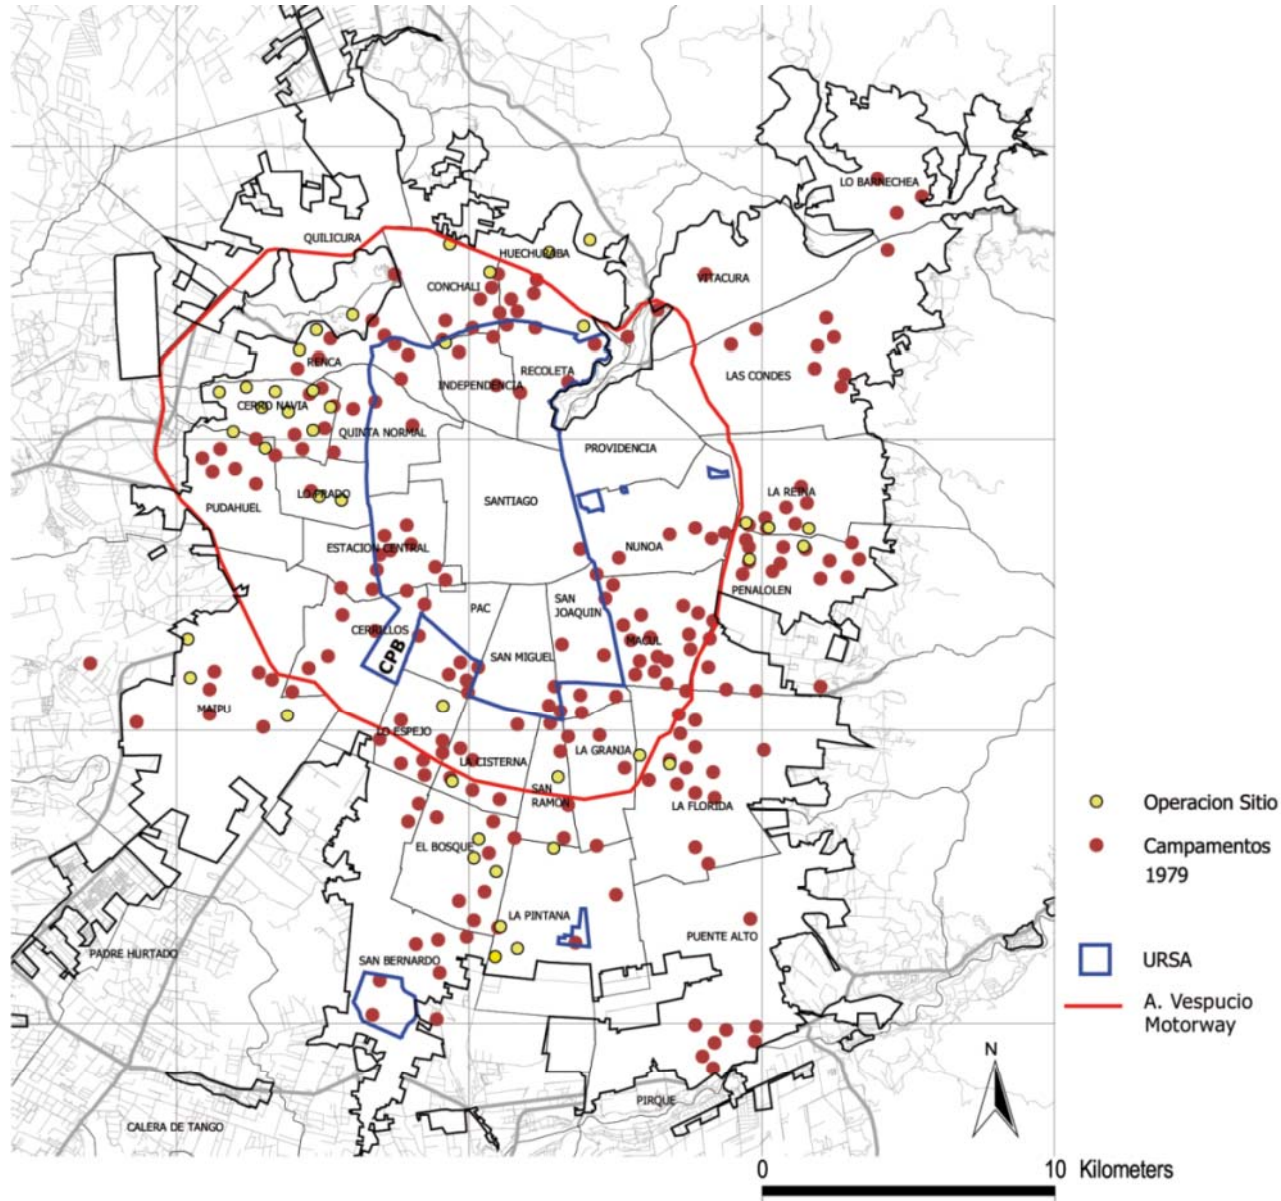 LO BARNECHEA
QUILICURA
HUECHURABA
VITACURA
CONCHALI
RENCA
RECOLETA
LAS CONDES
INDEPENDENCIA
CERRO NAVIA
QUINTA NORMAL
PROVIDENCIA
LA REINA
LO PRADO
SANTIAGO
PUDAHUEL
ESTACION CENTRAL
NUNOA
PENALOLEN
PAC
SAN
JOAQUIN
CERRILLOS
CPB
MACUL
SAN MIGUEL
MAIPU
LO ESPEJO
LA GRANJA
LA CISTERNA
SAN
RAMON
LA FLORIDA
EL BOSQUE
LA PINTANA
PUENTE ALTO
PADRE HURTADO
SAN BERNARDO
PIRQUE
CALERA DE TANGO
Operacion Sitio
Campamentos
1979
URSA
A. Vespucio
Motorway
N
0 10 Kilometers